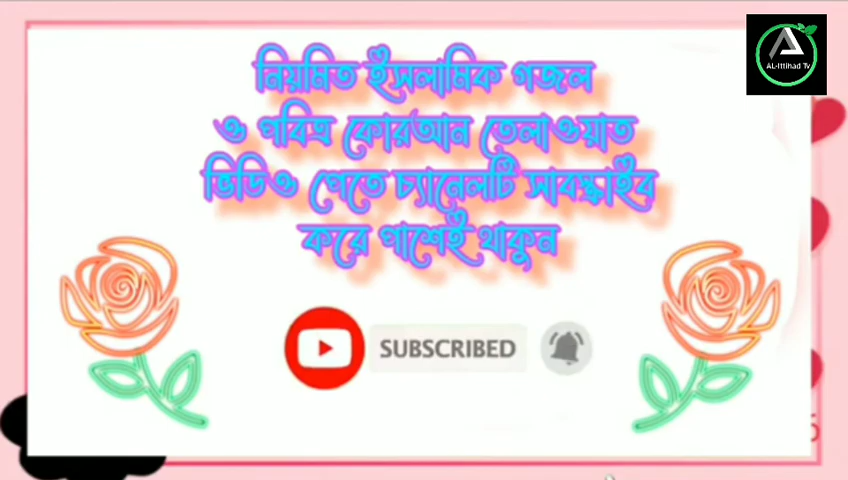 AL-Ittihad Tv
নিয়মিত ইসলামিক গজল
ও পবিত্র কোরআন তেলাওয়াত
ভিডিও পেতে চ্যানেলটি সাবস্ক্রাইব
করে পাশেই থাকুন
SUBSCRIBED